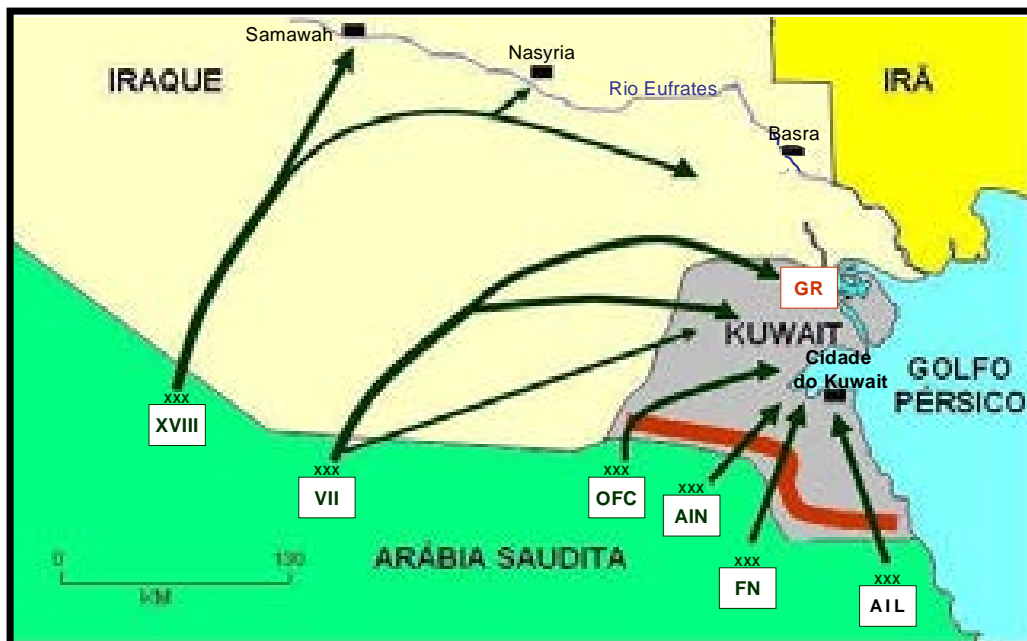 Samawah
Nasyria
IRAQUE
Rio Eufrates
IRÃ
Basra
GR
KUWAIT
Cidade
do Kuwait
GOLFO
PÉRSICO
xxx
XVIII
xxx
VII
xxx
OFC
xxx
AIN
xxx
FN
xxx
AIL
ARÁBIA SAUDITA
0
KM